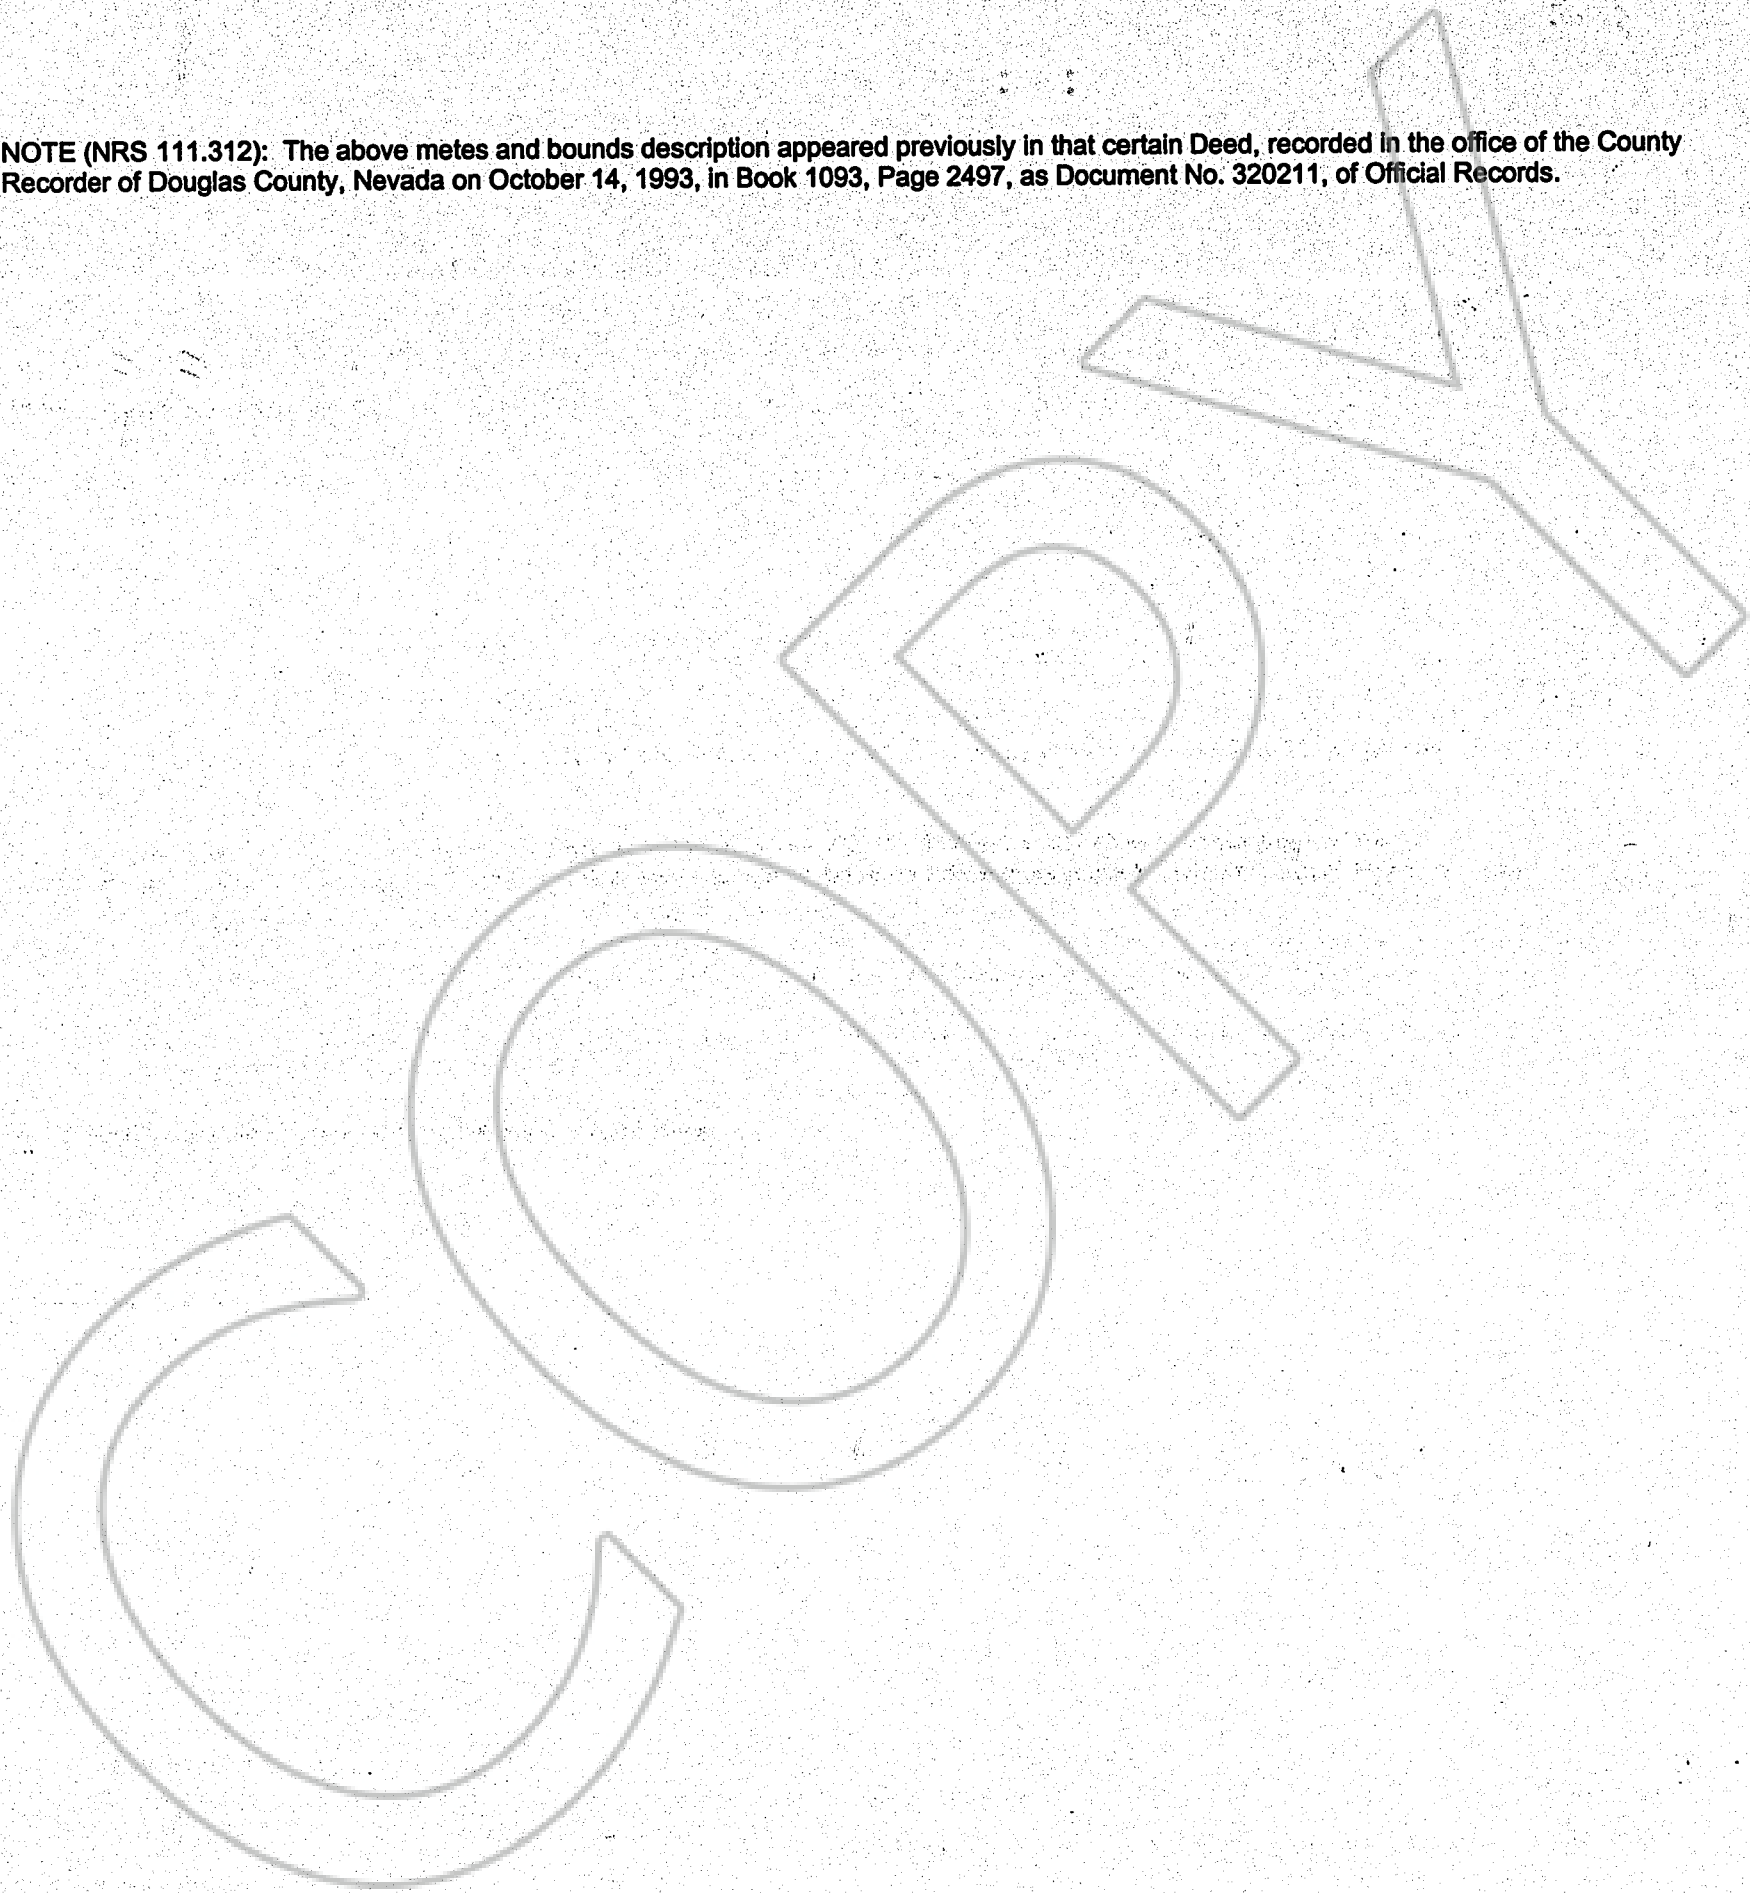 NOTE (NRS 111.312): The above metes and bounds description appeared previously in that certain Deed, recorded in the office of the County
Recorder of Douglas County, Nevada on October 14, 1993, in Book 1093, Page 2497, as Document No. 320211, of Official Records.
COPY